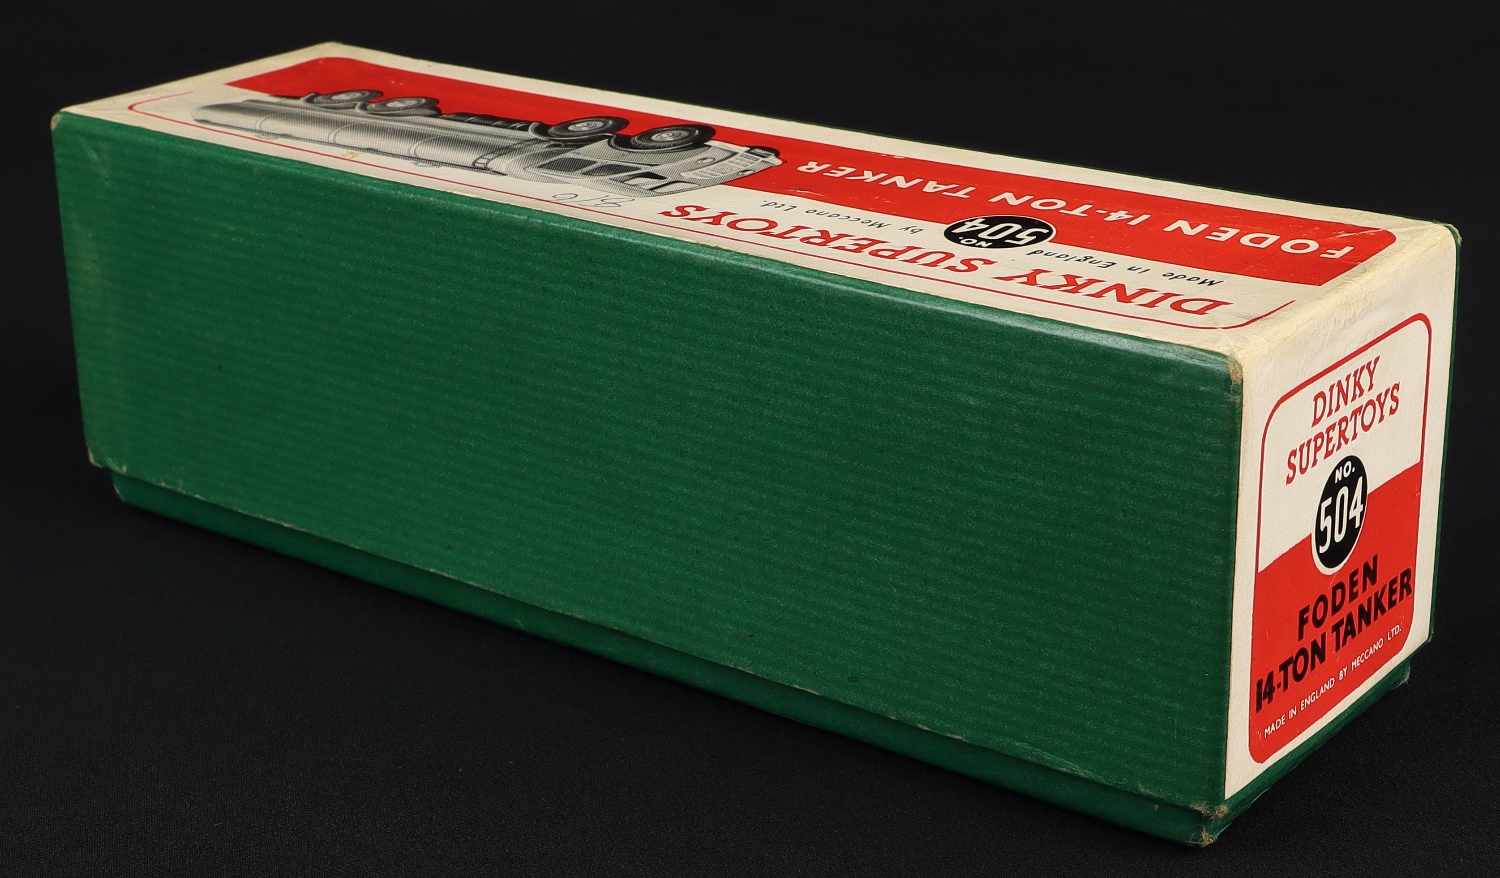 FODEN 14-TON TANKER
NO.
504
by Meccano Ltd.
Made in England
DINKY SUPERTOYS
DINKY
SUPERTOYS
NO.
504
FODEN
14-TON TANKER
MADE IN ENGLAND BY MECCANO LTD.